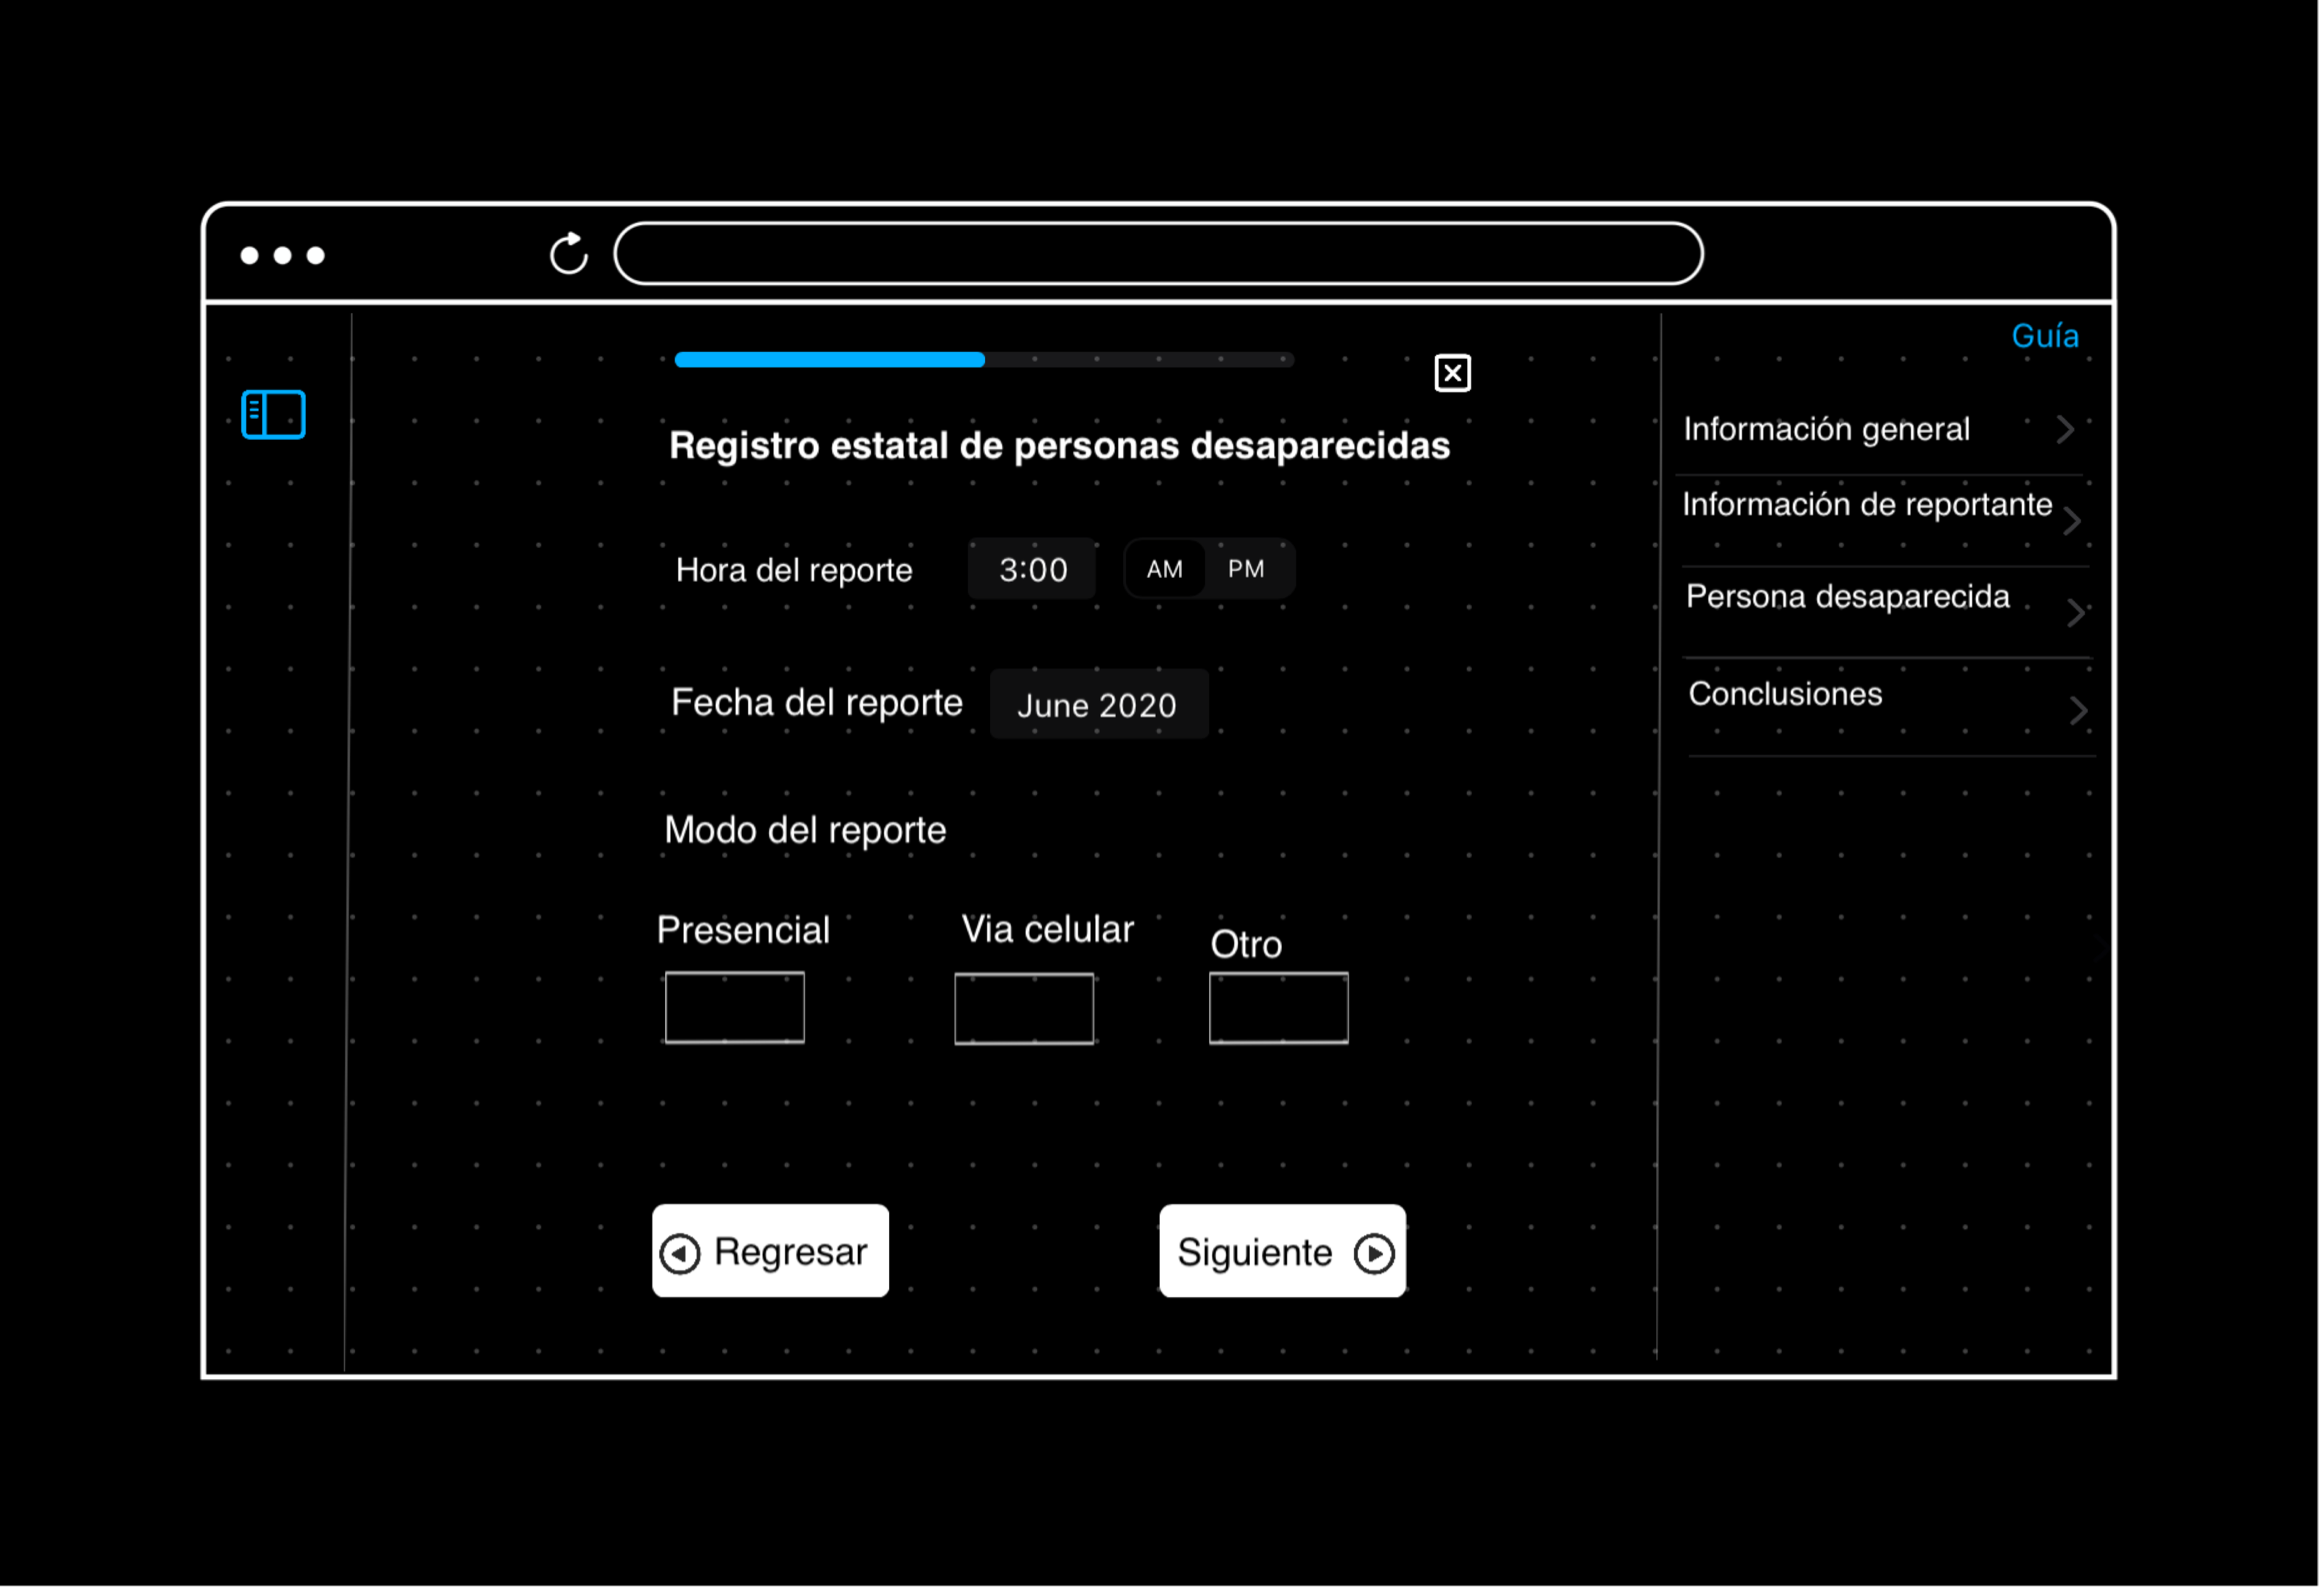 Guía
Registro estatal de personas desaparecidas
Hora del reporte 3:00 AM PM
Fecha del reporte June 2020
Modo del reporte
Presencial Via celular Otro
Regresar Siguiente
Información general
Información de reportante
Persona desaparecida
Conclusiones